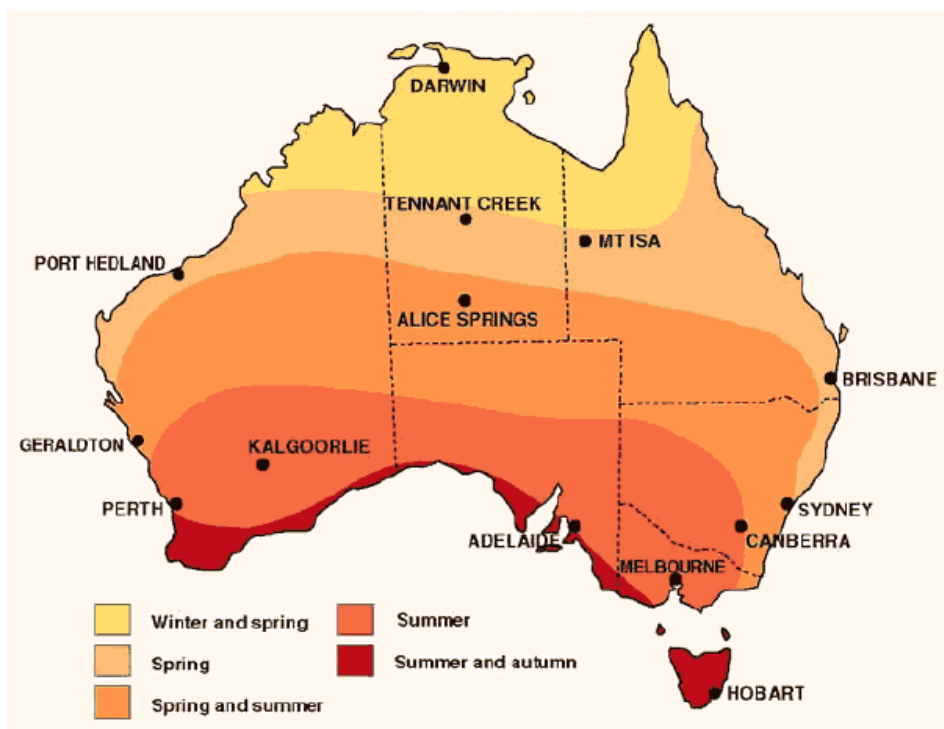 DARWIN
TENNANT CREEK
MT ISA
PORT HEDLAND
ALICE SPRINGS
BRISBANE
GERALDTON
KALGOORLIE
PERTH
SYDNEY
ADELAIDE
CANBERRA
MELBOURNE
Winter and spring
Summer
Spring
Summer and autumn
Spring and summer
HOBART